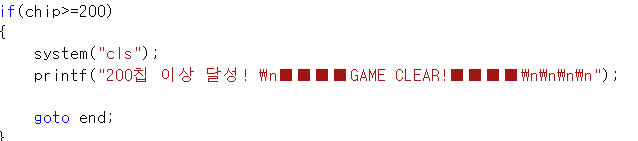 if(chip>=200)
{
system("cls");
printf("200칩 이상 달성! ₩n■■■■GAME CLEAR!■■■■₩n₩n₩n₩n");
goto end;
}